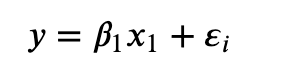 y = β₁x₁ + εᵢ